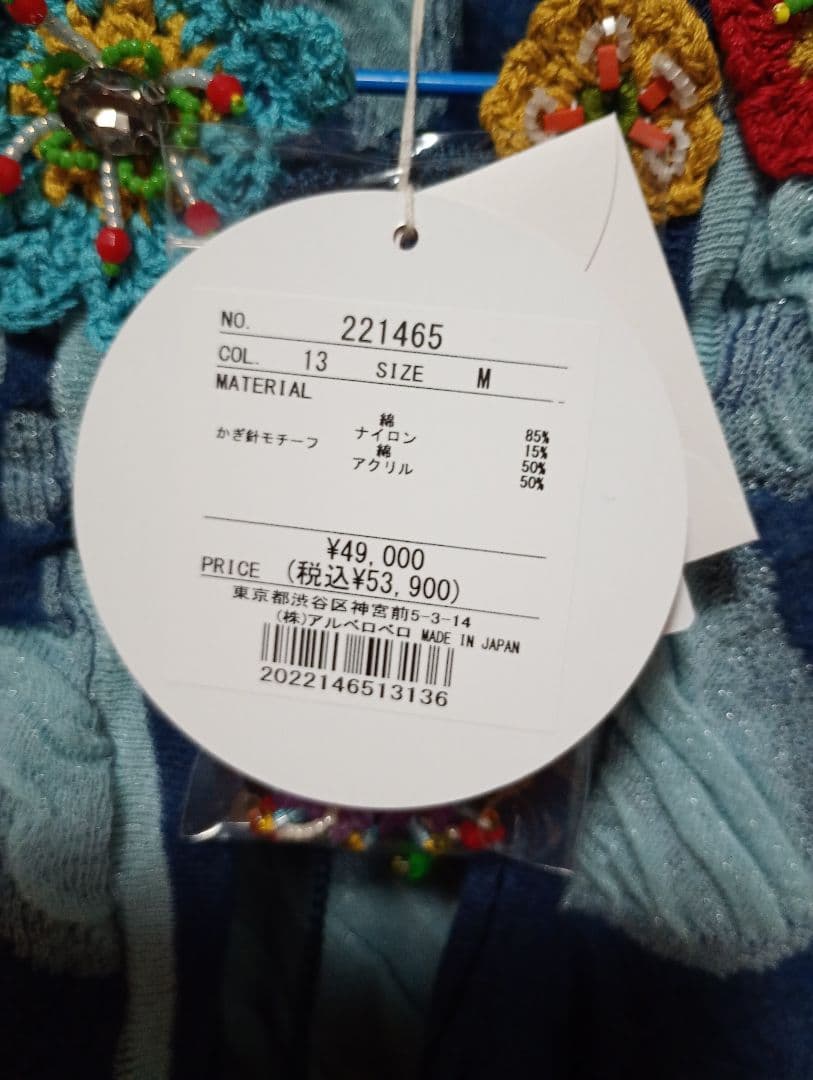 NO. 221465
COL. 13 SIZE M
MATERIAL
綿 85%
ナイロン 15%
かぎ針モチーフ 綿 50%
アクリル 50%
¥49,000
PRICE (税込¥53,900)
東京都渋谷区神宮前5-3-14
(株)アルベロベロ MADE IN JAPAN
2022146513136